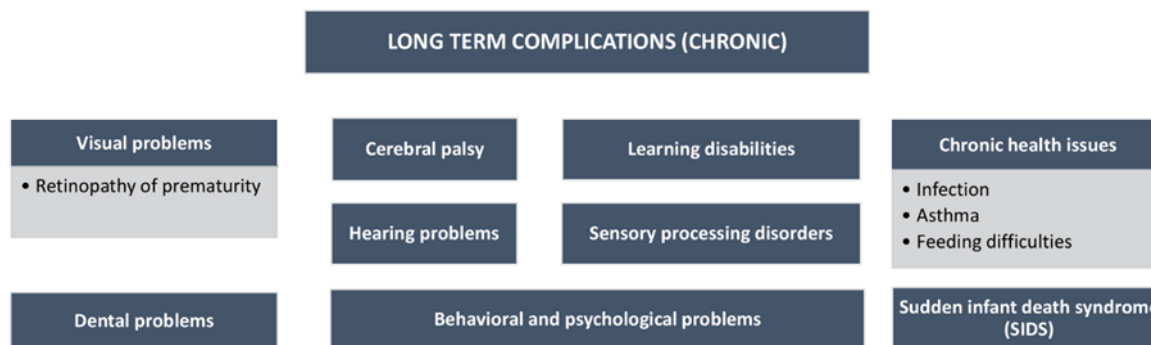 LONG TERM COMPLICATIONS (CHRONIC)
Visual problems
• Retinopathy of prematurity
Cerebral palsy
Learning disabilities
Chronic health issues
• Infection
• Asthma
• Feeding difficulties
Hearing problems
Sensory processing disorders
Dental problems
Behavioral and psychological problems
Sudden infant death syndrome
(SIDS)